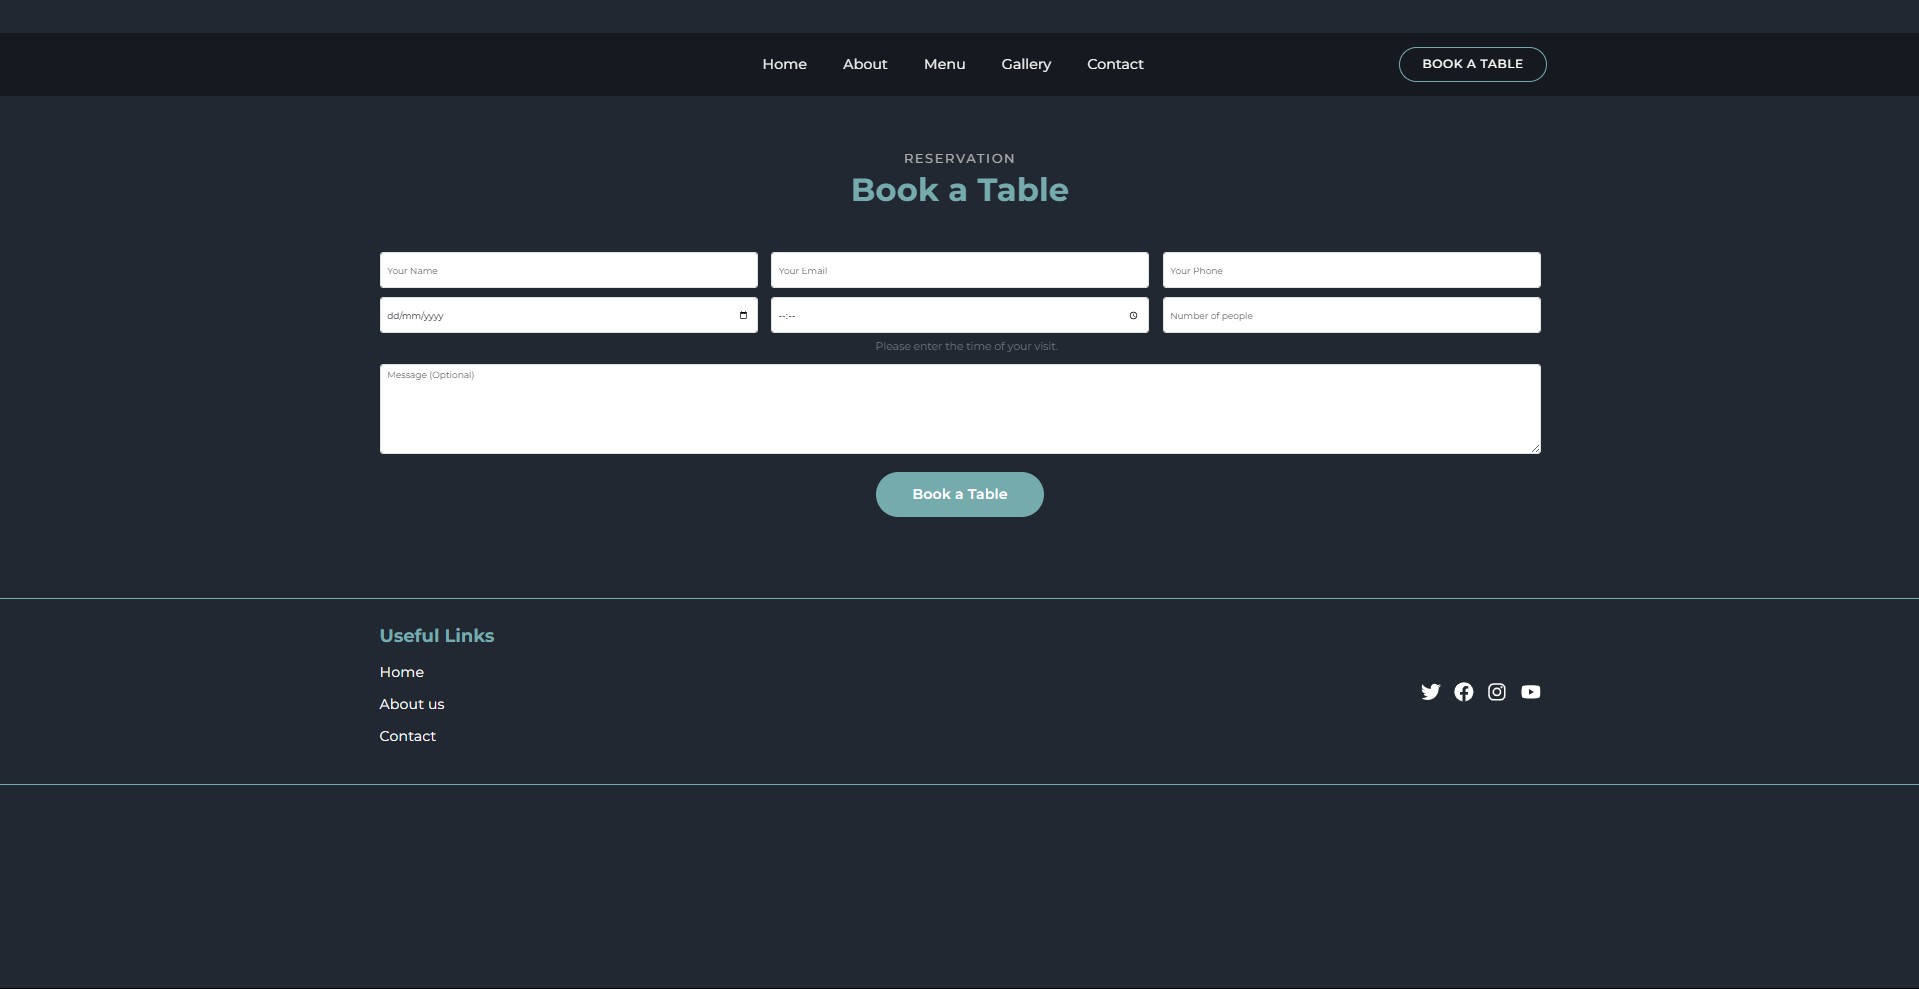 Home About Menu Gallery Contact BOOK A TABLE
RESERVATION
Book a Table
Your Name Your Email Your Phone
dd/mm/yyyy --:-- Number of people
Please enter the time of your visit.
Message (Optional)
Book a Table
Useful Links
Home
About us
Contact